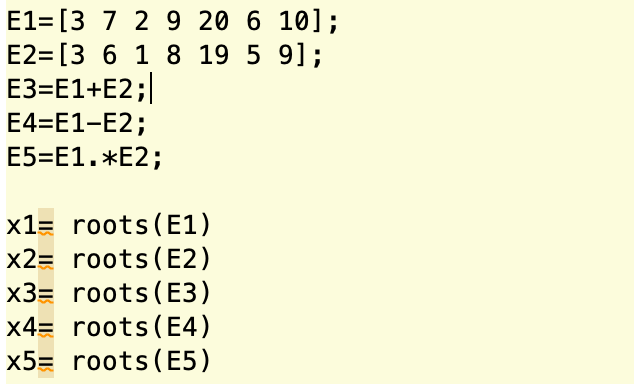 E1=[3 7 2 9 20 6 10];
E2=[3 6 1 8 19 5 9];
E3=E1+E2;
E4=E1-E2;
E5=E1.*E2;
x1= roots(E1)
x2= roots(E2)
x3= roots(E3)
x4= roots(E4)
x5= roots(E5)